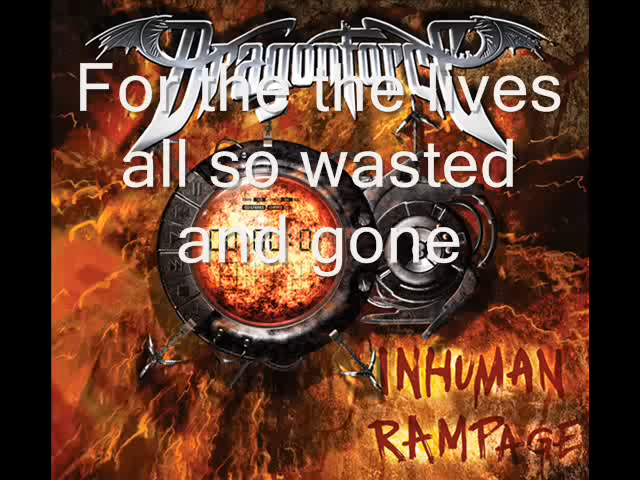 DragonForce
For the the lives
all so wasted
and gone
INHUMAN
RAMPAGE